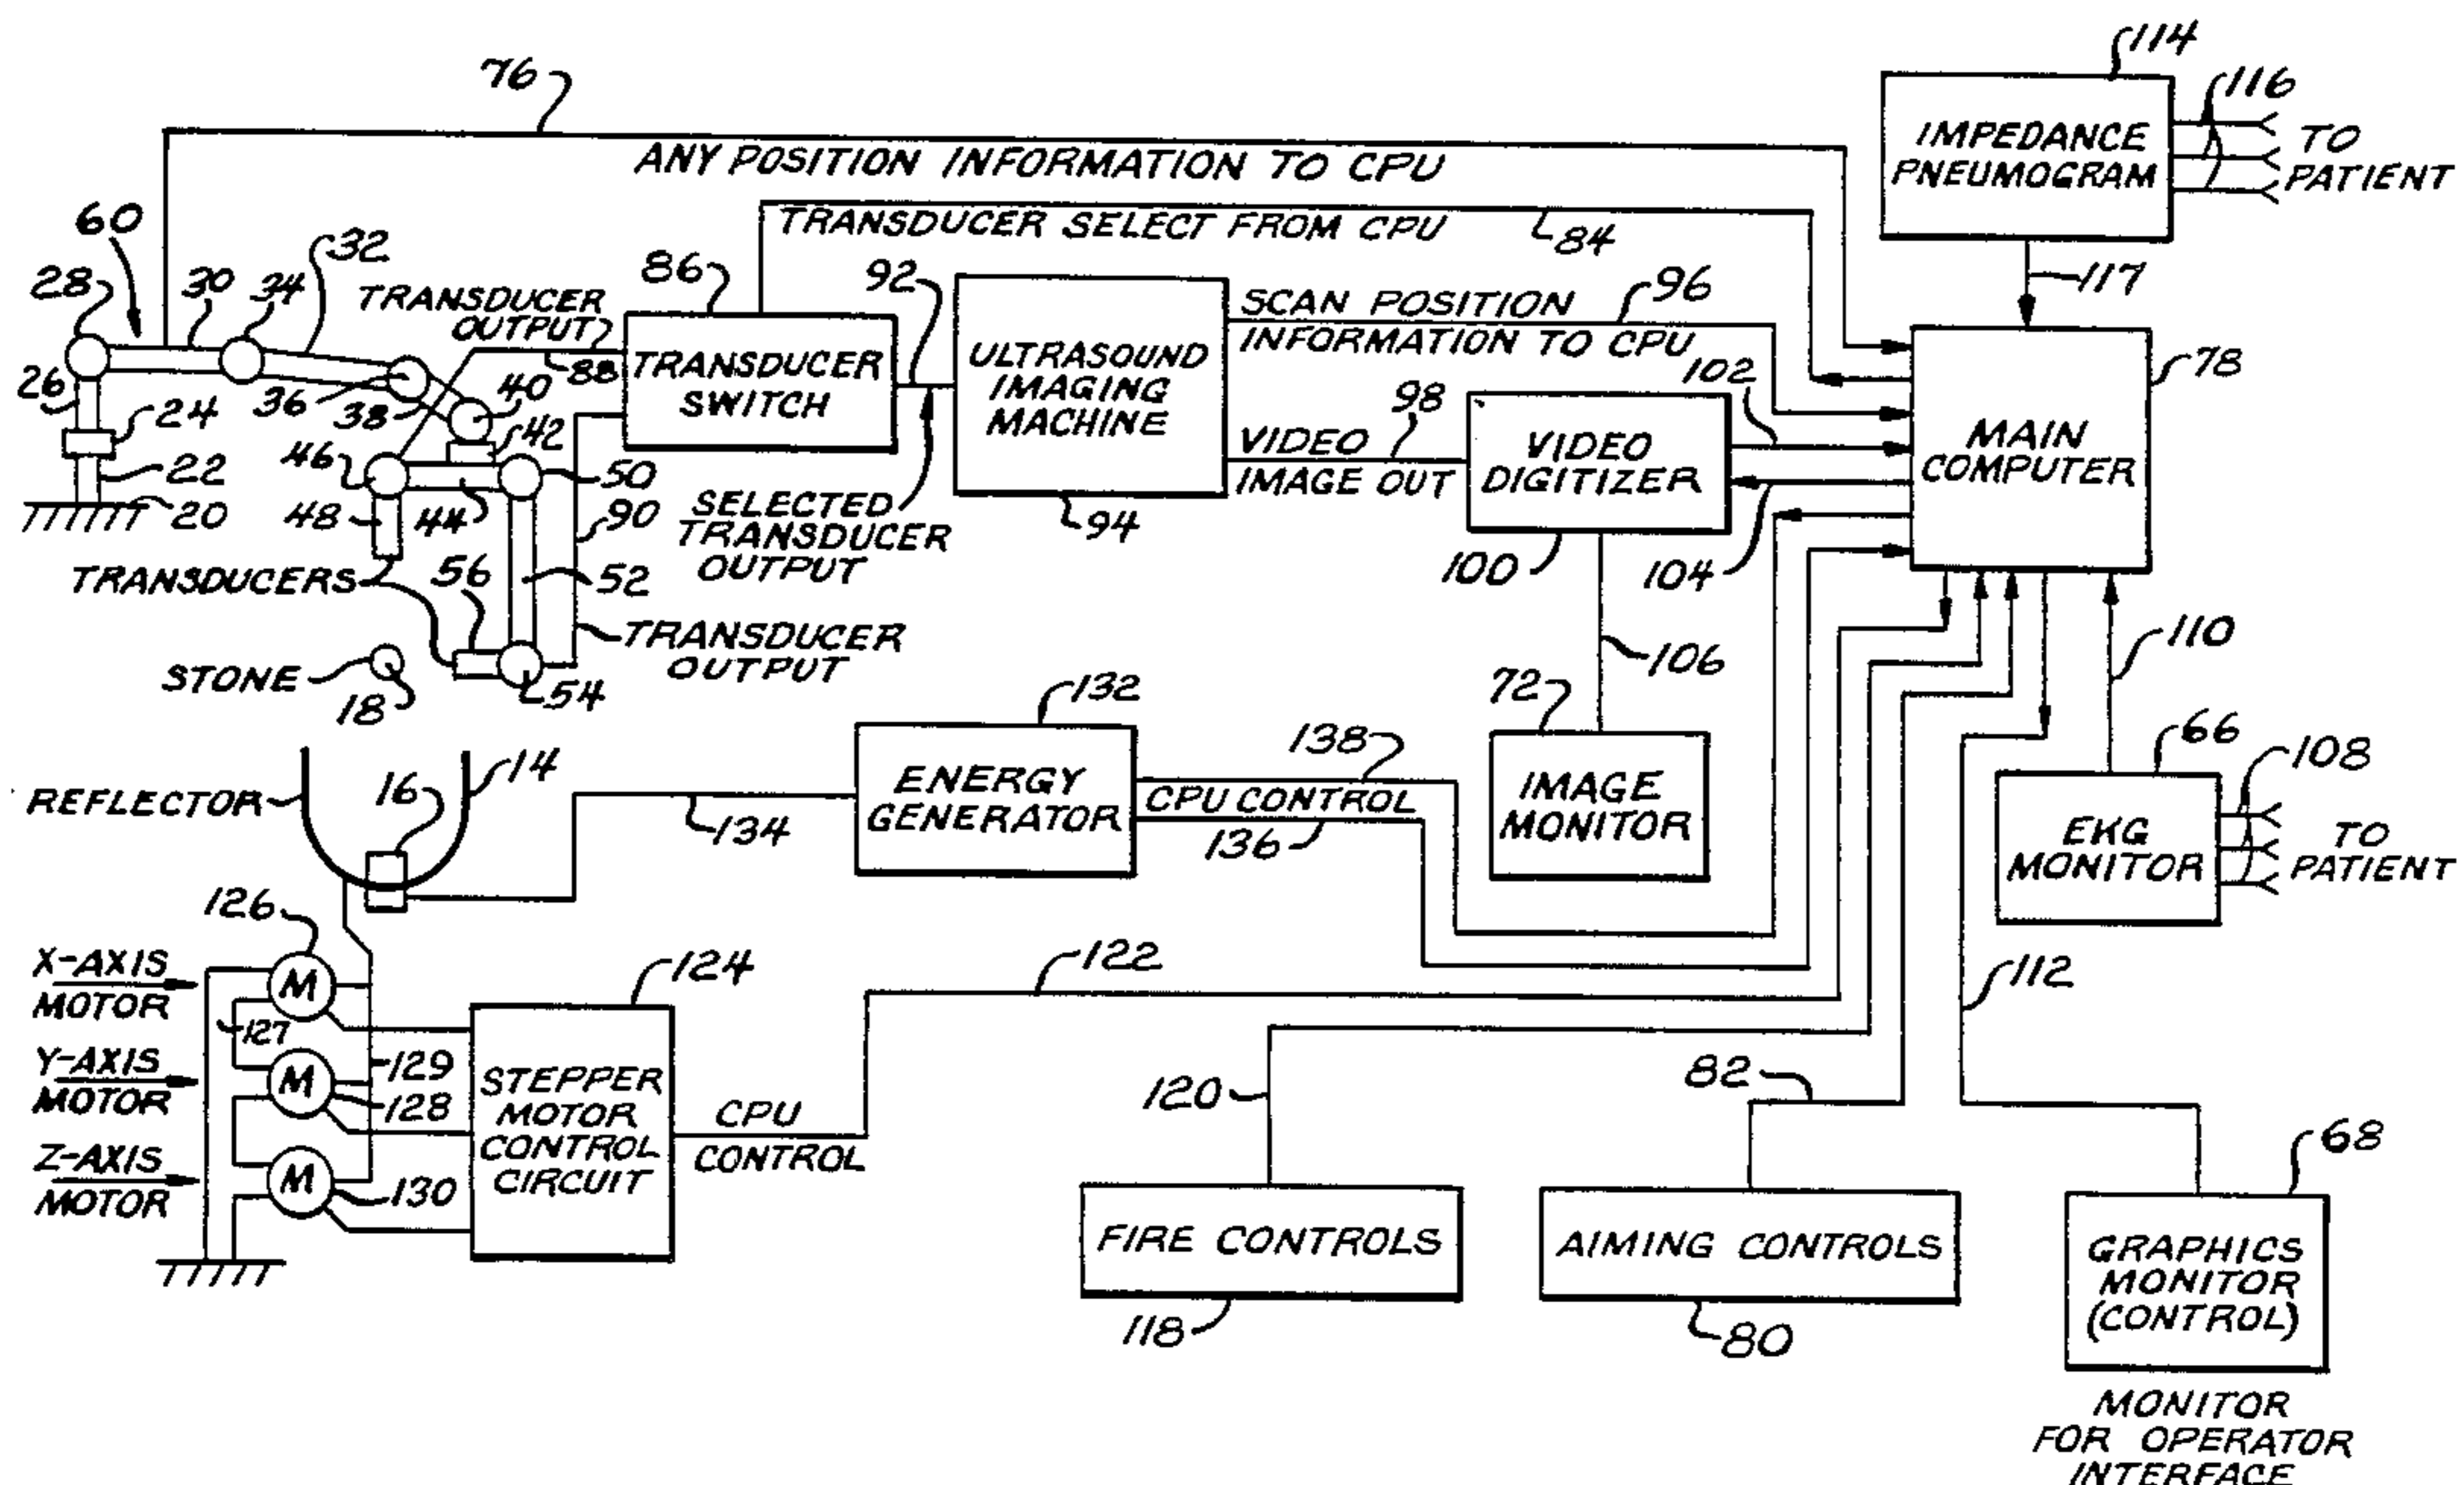 114
116
76
IMPEDANCE
PNEUMOGRAM
TO
PATIENT
ANY POSITION INFORMATION TO CPU
TRANSDUCER SELECT FROM CPU
84
117
60
32
28
30
34
TRANSDUCER
OUTPUT
86
92
SCAN POSITION
96
INFORMATION TO CPU
TRANSDUCER
SWITCH
ULTRASOUND
IMAGING
MACHINE
88
26
36
38
40
24
42
102
78
98
VIDEO
IMAGE OUT
VIDEO
DIGITIZER
MAIN
COMPUTER
46
50
22
20
48
44
90
SELECTED
TRANSDUCER
OUTPUT
94
100
104
TRANSDUCERS
56
52
TRANSDUCER
OUTPUT
106
110
STONE
18
54
132
72
66
108
138
REFLECTOR
16
14
134
ENERGY
GENERATOR
CPU CONTROL
136
IMAGE
MONITOR
EKG
MONITOR
TO
PATIENT
126
X-AXIS
MOTOR
M
127
124
122
112
Y-AXIS
MOTOR
M
129
128
STEPPER
MOTOR
CONTROL
CIRCUIT
CPU
CONTROL
120
82
Z-AXIS
MOTOR
M
130
68
FIRE CONTROLS
AIMING CONTROLS
GRAPHICS
MONITOR
(CONTROL)
118
80
MONITOR
FOR OPERATOR
INTERFACE